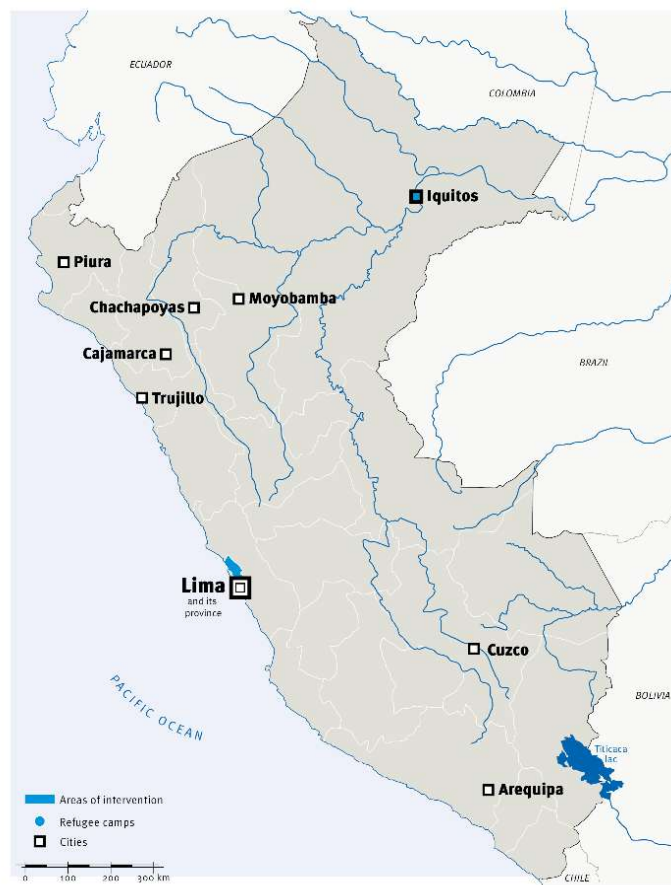 ECUADOR
COLOMBIA
Iquitos
Piura
Moyobamba
Chachapoyas
Cajamarca
BRAZIL
Trujillo
Lima
and its
province
Cuzco
PACIFIC OCEAN
BOLIVIA
Titicaca
lac
Arequipa
Areas of intervention
Refugee camps
Cities
0 100 200 300 km
CHILE